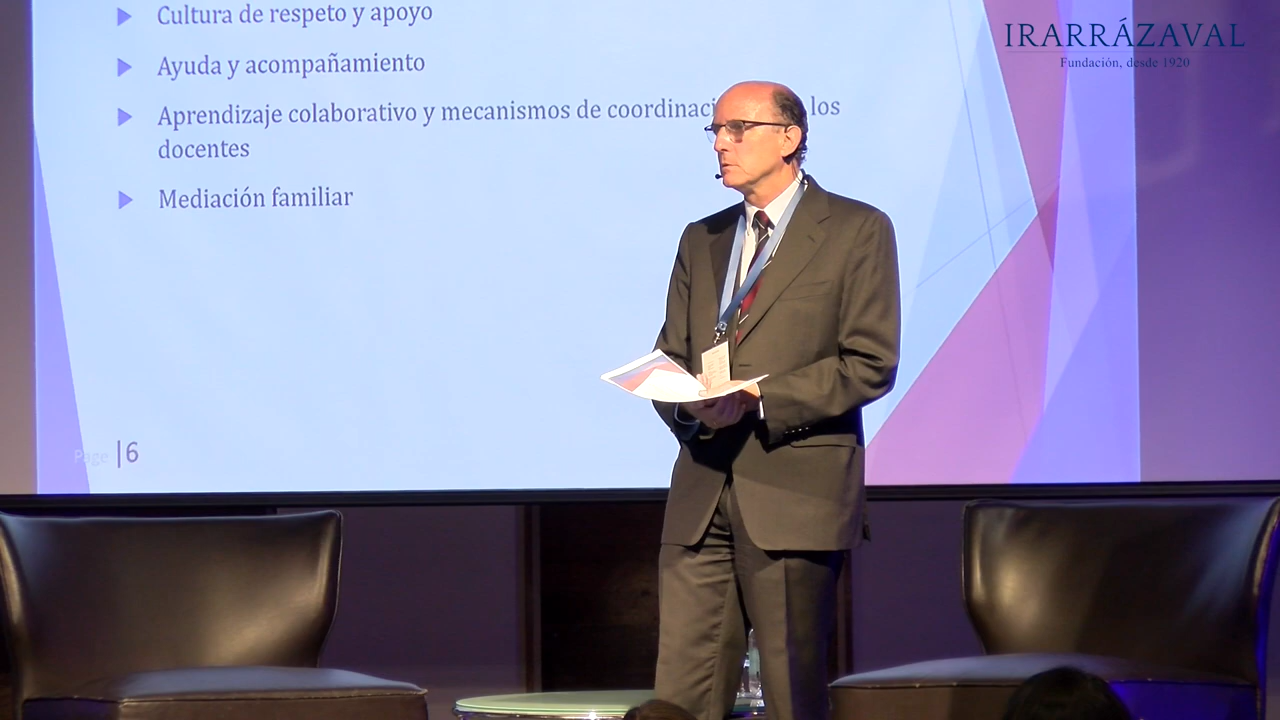 Cultura de respeto y apoyo
IRARRÁZAVAL
Fundación, desde 1920
Ayuda y acompañamiento
Aprendizaje colaborativo y mecanismos de coordinaci los
docentes
Mediación familiar
Page |6